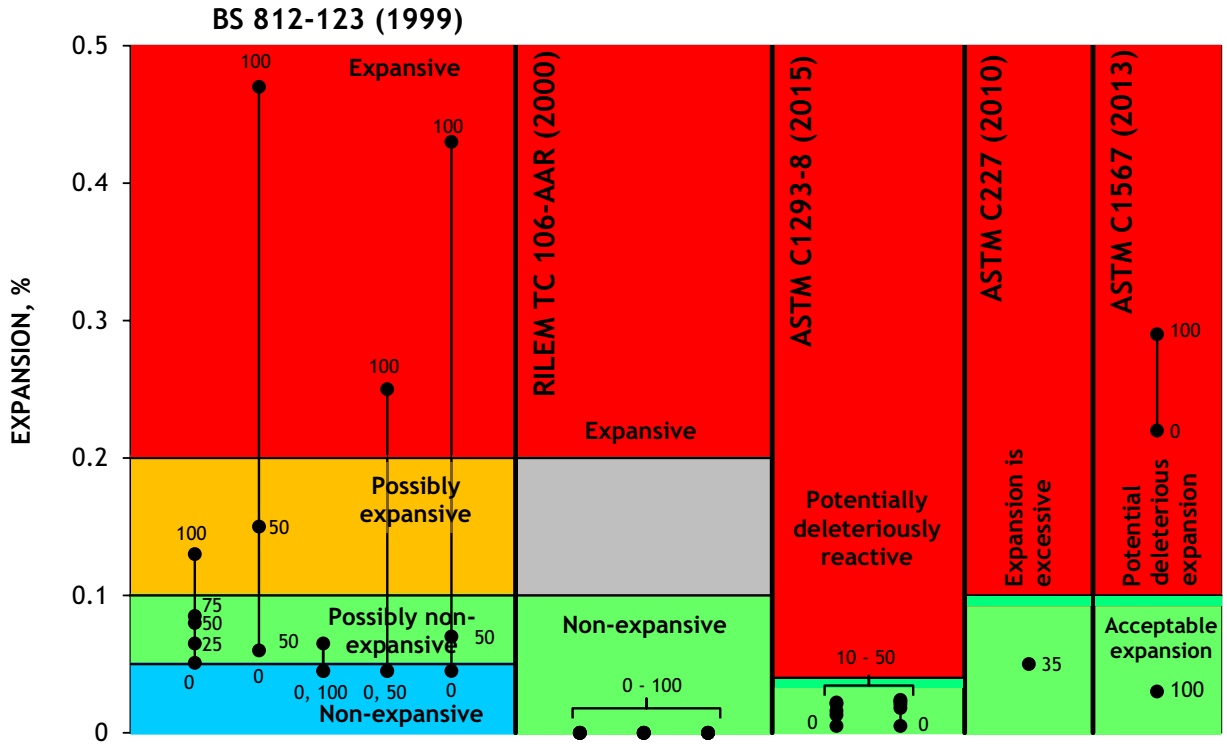 BS 812-123 (1999)
EXPANSION, %
0.5
0.4
0.3
0.2
0.1
0
Expansive
100
100
100
Possibly
expansive
100
50
75
50
25
Possibly non-
expansive
50
50
0
0
0, 100
0, 50
0
Non-expansive
RILEM TC 106-AAR (2000)
Expansive
Non-expansive
0 - 100
ASTM C1293-8 (2015)
Potentially
deleteriously
reactive
10 - 50
0
0
ASTM C227 (2010)
Expansion is
excessive
35
ASTM C1567 (2013)
100
0
Potential
deleterious
expansion
Acceptable
expansion
100